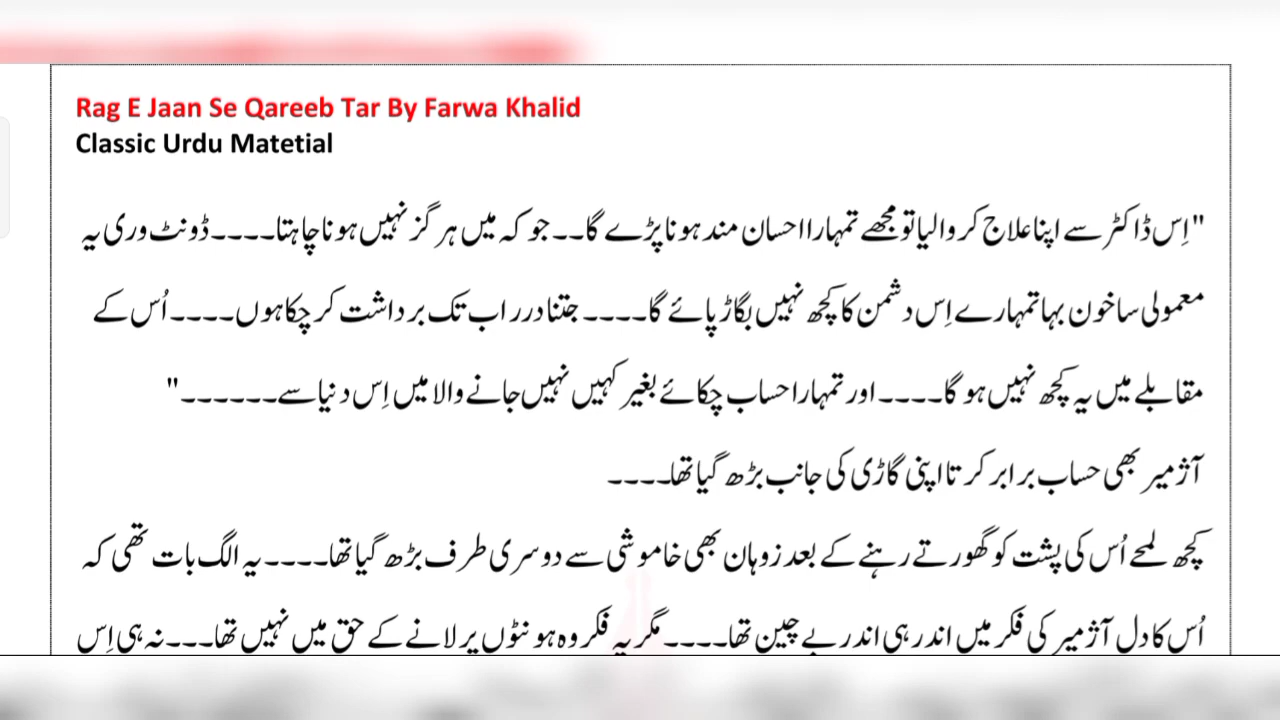 Rag E Jaan Se Qareeb Tar By Farwa Khalid
Classic Urdu Matetial
"اِس ڈاکٹر سے اپنا علاج کروا لیا تو مجھے تمہارا احسان مند ہونا پڑے گا۔۔ جو کہ میں ہر گز نہیں ہونا چاہتا۔۔۔۔ ڈونٹ وری یہ
معمولی سا خون بہا تمہارے اِس دشمن کا کچھ نہیں بگاڑ پائے گا۔۔۔۔ جتنا درر اب تک برداشت کر چکا ہوں۔۔۔۔ اُس کے
مقابلے میں یہ کچھ نہیں ہو گا۔۔۔۔ اور تمہارا حساب چکائے بغیر کہیں نہیں جانے والا میں اِس دنیا سے۔۔۔۔۔۔"
آژمیر بھی حساب برابر کرتا اپنی گاڑی کی جانب بڑھ گیا تھا۔۔۔۔
کچھ لمحے اُس کی پشت کو گھورتے رہنے کے بعد زوہان بھی خاموشی سے دوسری طرف بڑھ گیا تھا۔۔۔۔ یہ الگ بات تھی کہ
اُس کا دل آژمیر کی فکر میں اندر ہی اندر بے چین تھا۔۔۔۔ مگر یہ فکر وہ ہونٹوں پر لانے کے حق میں نہیں تھا۔۔۔ نہ ہی اِس